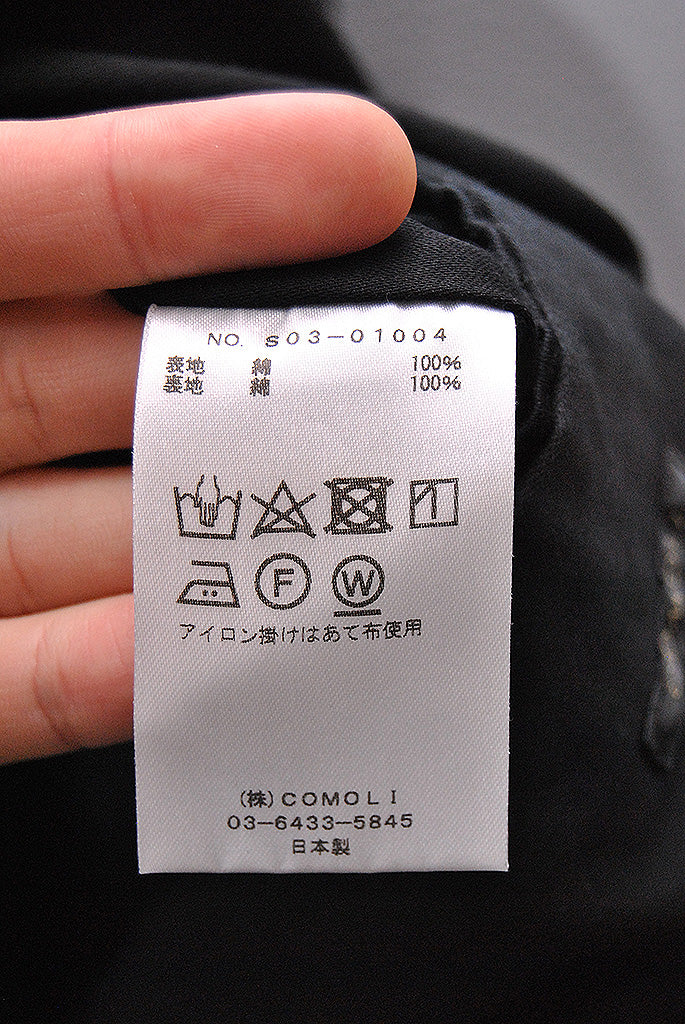 NO. s03-01004
表地 綿 100%
裏地 綿 100%
F W
アイロン掛けはあて布使用
(株)COMOLI
03-6433-5845
日本製